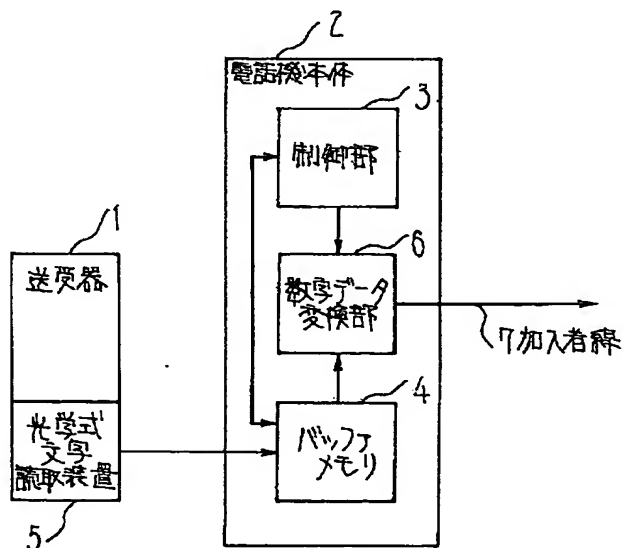 2
電話機本体
3
制御部
1
送受器
6
数字データ
変換部
7加入者線
4
バッファ
メモリ
光学式
文字
読取装置
5